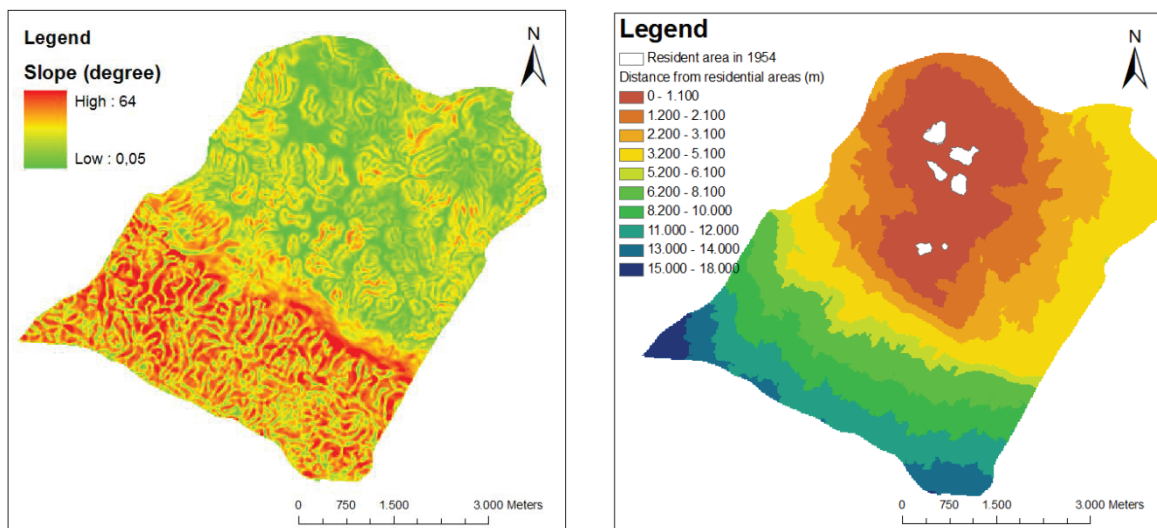 Legend
Slope (degree)
High : 64
Low : 0,05
N
0 750 1.500 3.000 Meters
Legend
Resident area in 1954
Distance from residential areas (m)
0 - 1.100
1.200 - 2.100
2.200 - 3.100
3.200 - 5.100
5.200 - 6.100
6.200 - 8.100
8.200 - 10.000
11.000 - 12.000
13.000 - 14.000
15.000 - 18.000
N
0 750 1.500 3.000 Meters